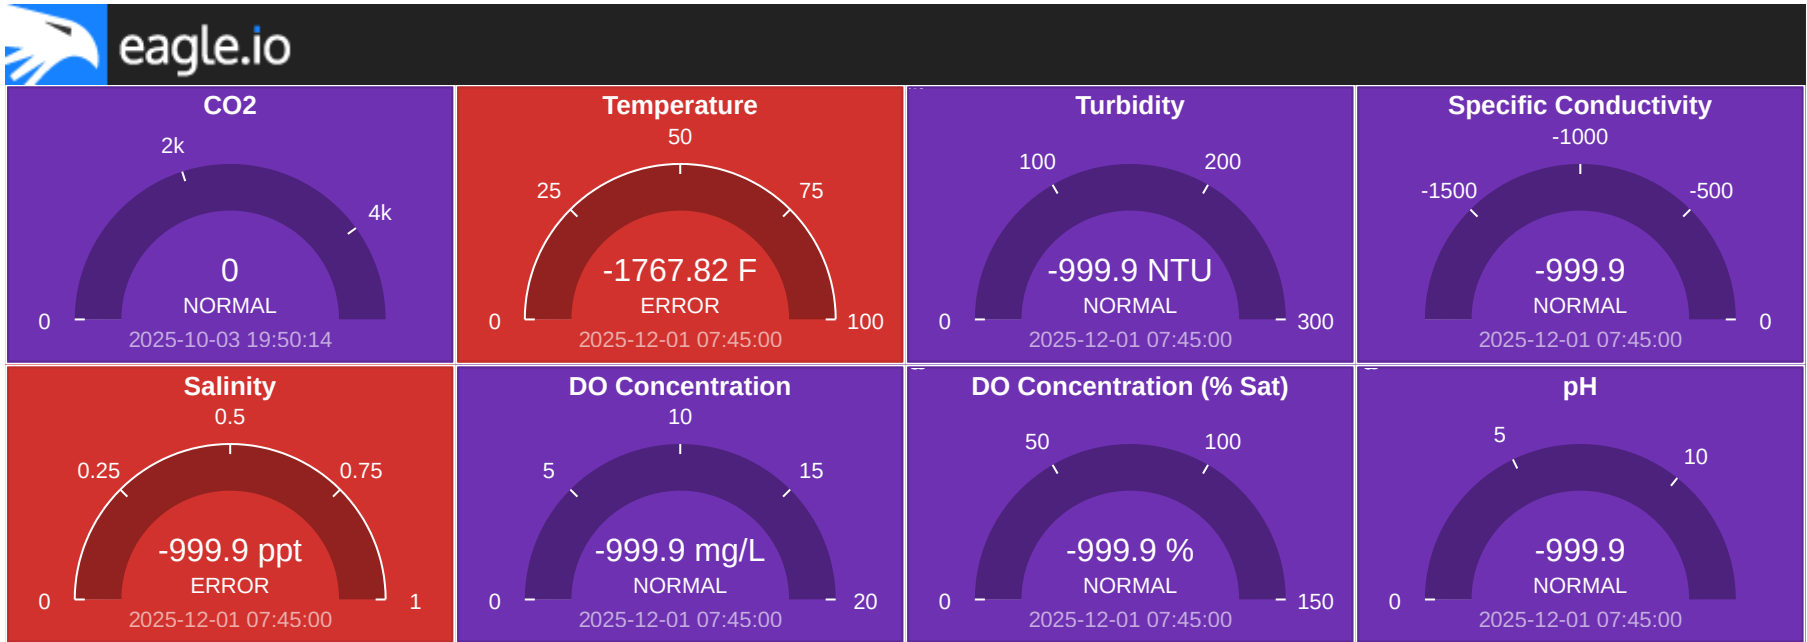 eagle.io
CO2
2k
4k
0
0
NORMAL
2025-10-03 19:50:14
Temperature
50
25
75
-1767.82 F
ERROR
0
100
2025-12-01 07:45:00
Turbidity
100
200
-999.9 NTU
NORMAL
0
300
2025-12-01 07:45:00
Specific Conductivity
-1000
-1500
-500
-999.9
NORMAL
0
2025-12-01 07:45:00
Salinity
0.5
0.25
0.75
-999.9 ppt
ERROR
0
1
2025-12-01 07:45:00
DO Concentration
10
5
15
-999.9 mg/L
NORMAL
0
20
2025-12-01 07:45:00
DO Concentration (% Sat)
50
100
-999.9 %
NORMAL
0
150
2025-12-01 07:45:00
pH
5
10
-999.9
NORMAL
0
2025-12-01 07:45:00